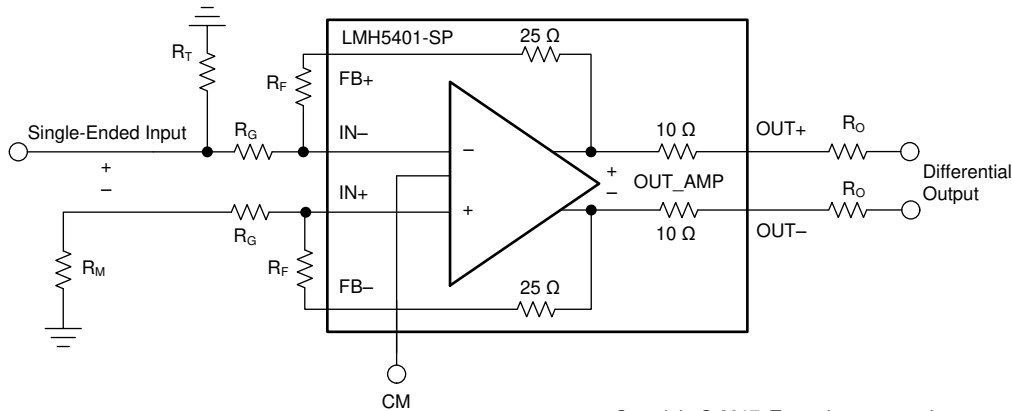 LMH5401-SP
25 Ω
R_T
R_F
FB+
Single-Ended Input
R_G
IN–
10 Ω
OUT+
R_O
+
–
–
+
–
OUT_AMP
Differential
Output
IN+
+
R_O
R_G
10 Ω
OUT–
R_M
R_F
FB–
25 Ω
CM